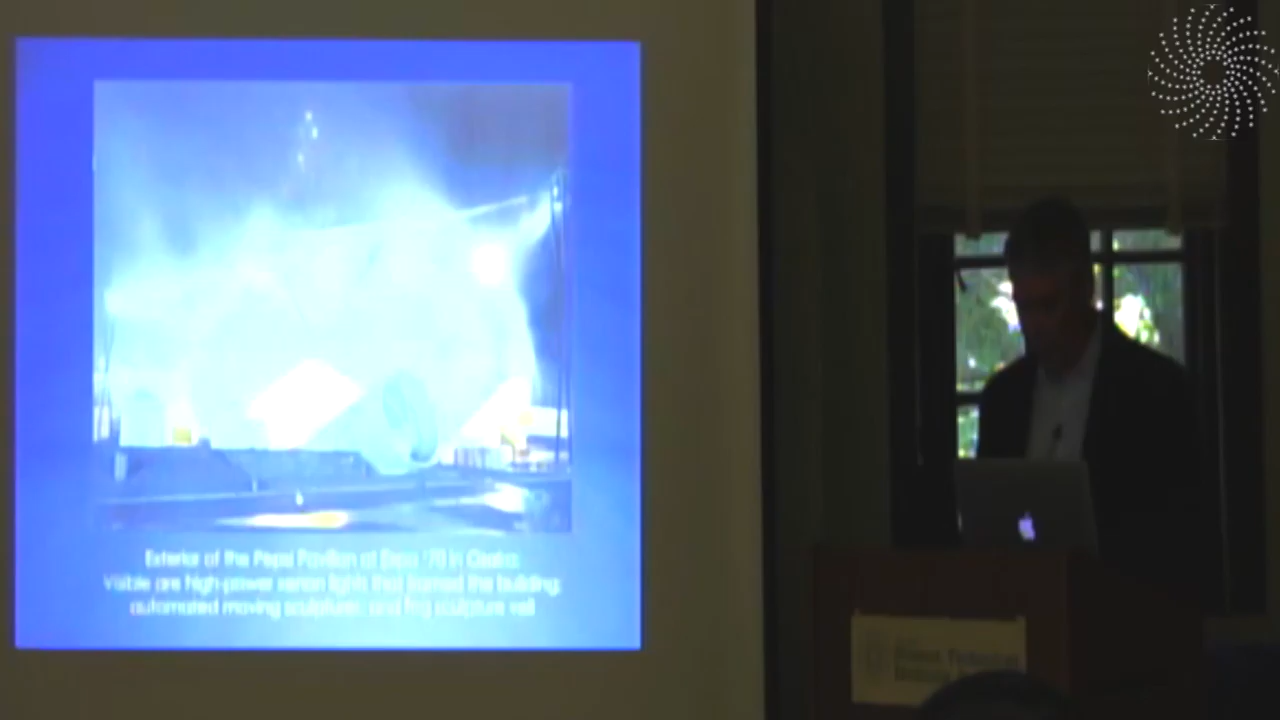 Exterior of the Pepsi Pavilion at Expo '70 in Osaka:
Visible are high-power xenon lights that framed the building;
automated moving sculptures; and fog sculpture veil